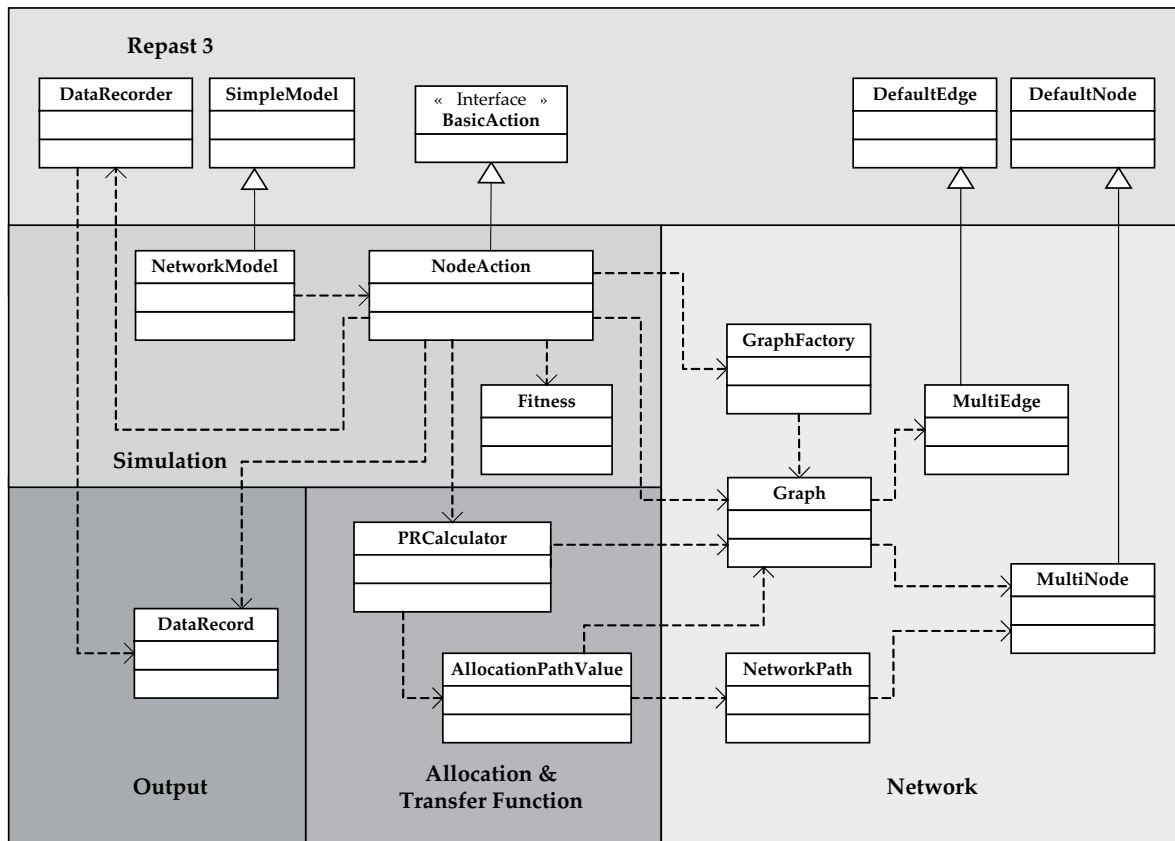 Repast 3
DataRecorder
SimpleModel
« Interface »
BasicAction
DefaultEdge
DefaultNode
NetworkModel
NodeAction
GraphFactory
Fitness
MultiEdge
Simulation
Graph
PRCalculator
MultiNode
DataRecord
AllocationPathValue
NetworkPath
Output
Allocation &
Transfer Function
Network